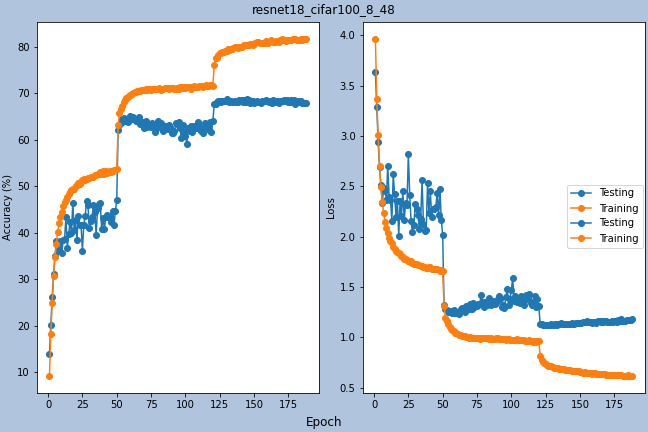 resnet18_cifar100_8_48
80
70
60
50
40
30
20
10
Accuracy (%)
0 25 50 75 100 125 150 175
4.0
3.5
3.0
2.5
2.0
1.5
1.0
0.5
Loss
0 25 50 75 100 125 150 175
Testing
Training
Testing
Training
Epoch